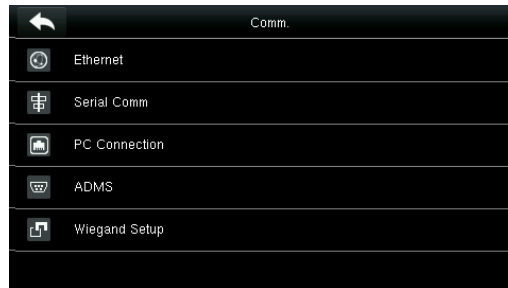 Comm.
Ethernet
Serial Comm
PC Connection
ADMS
Wiegand Setup